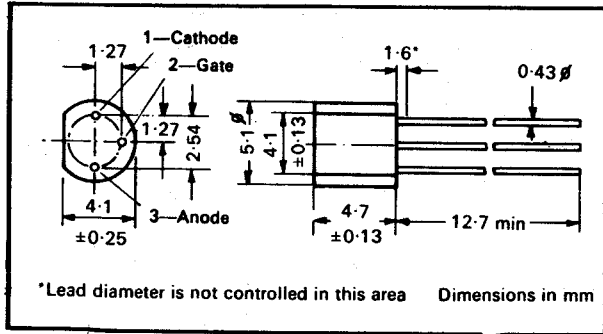 1·27
1—Cathode
2—Gate
1·27
2·54
3—Anode
4·1
±0·25
5·1 ø
4·1
±0·13
1·6*
0·43 ø
4·7
±0·13
12·7 min
*Lead diameter is not controlled in this area
Dimensions in mm